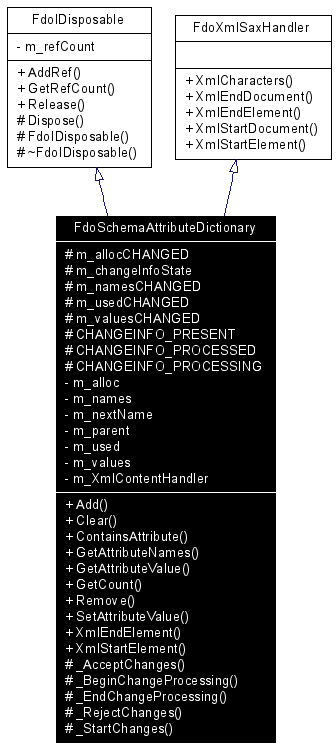 FdoIDisposable
- m_refCount
+ AddRef()
+ GetRefCount()
+ Release()
# Dispose()
# FdoIDisposable()
# ~FdoIDisposable()
FdoXmlSaxHandler
+ XmlCharacters()
+ XmlEndDocument()
+ XmlEndElement()
+ XmlStartDocument()
+ XmlStartElement()
FdoSchemaAttributeDictionary
# m_allocCHANGED
# m_changeInfoState
# m_namesCHANGED
# m_usedCHANGED
# m_valuesCHANGED
# CHANGEINFO_PRESENT
# CHANGEINFO_PROCESSED
# CHANGEINFO_PROCESSING
- m_alloc
- m_names
- m_nextName
- m_parent
- m_used
- m_values
- m_XmlContentHandler
+ Add()
+ Clear()
+ ContainsAttribute()
+ GetAttributeNames()
+ GetAttributeValue()
+ GetCount()
+ Remove()
+ SetAttributeValue()
+ XmlEndElement()
+ XmlStartElement()
# _AcceptChanges()
# _BeginChangeProcessing()
# _EndChangeProcessing()
# _RejectChanges()
# _StartChanges()